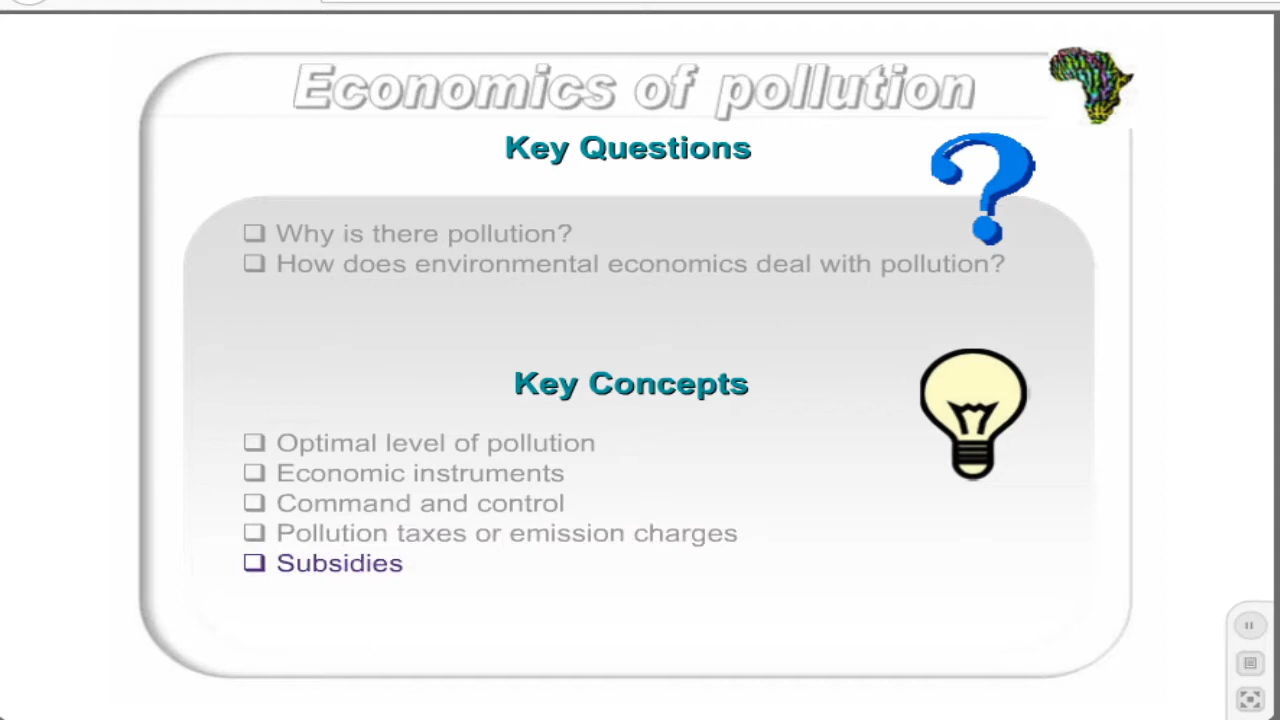 Economics of pollution
Key Questions
❑ Why is there pollution?
❑ How does environmental economics deal with pollution?
Key Concepts
❑ Optimal level of pollution
❑ Economic instruments
❑ Command and control
❑ Pollution taxes or emission charges
❑ Subsidies